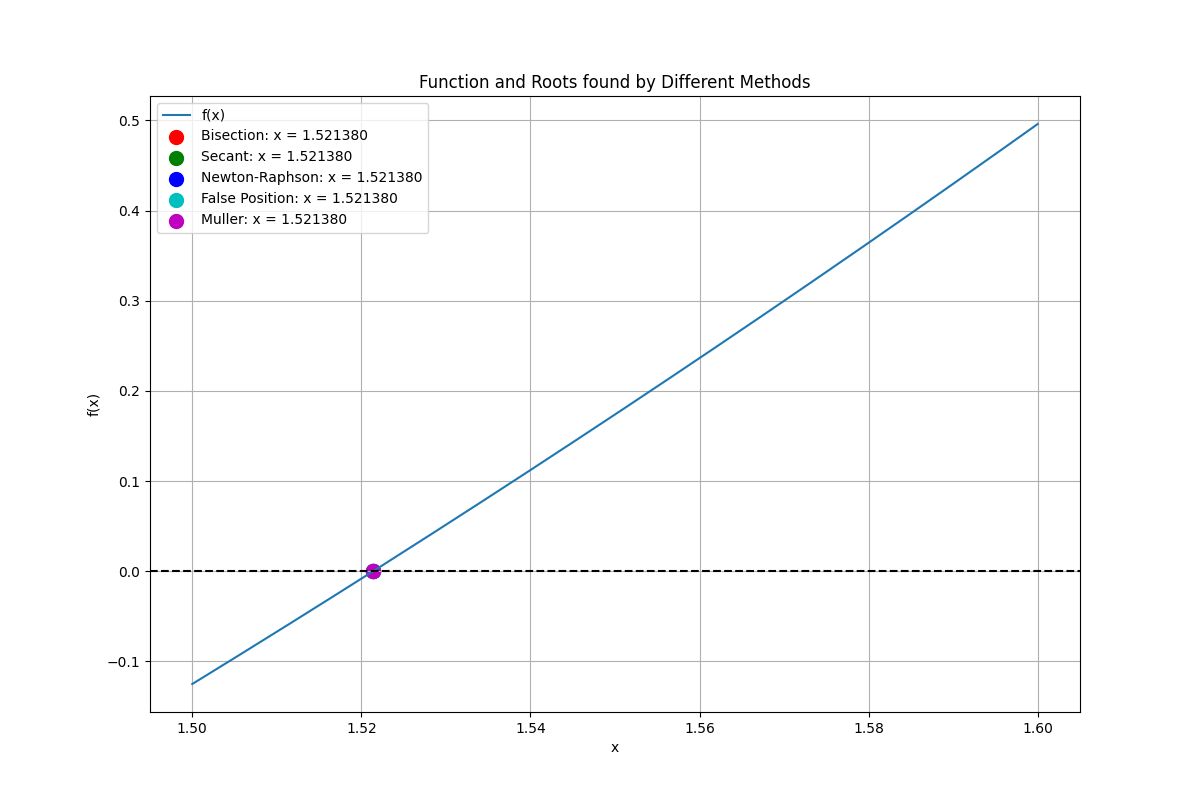 Function and Roots found by Different Methods
f(x)
Bisection: x = 1.521380
Secant: x = 1.521380
Newton-Raphson: x = 1.521380
False Position: x = 1.521380
Muller: x = 1.521380
0.5
0.4
0.3
0.2
0.1
0.0
−0.1
f(x)
1.50 1.52 1.54 1.56 1.58 1.60
x